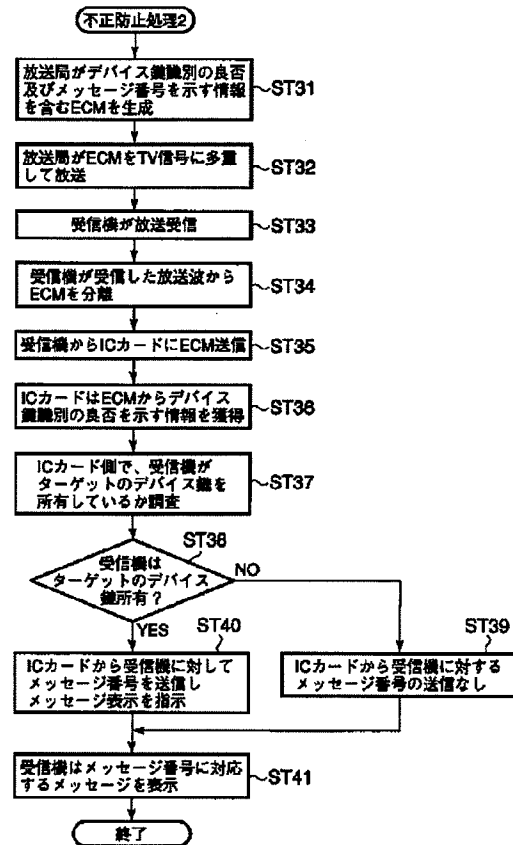 不正防止処理2
放送局がデバイス鍵識別の良否
及びメッセージ番号を示す情報
を含むECMを生成
ST31
放送局がECMをTV信号に多重
して放送
ST32
受信機が放送受信
ST33
受信機が受信した放送波から
ECMを分離
ST34
受信機からICカードにECM送信
ST35
ICカードはECMからデバイス
鍵識別の良否を示す情報を獲得
ST36
ICカード側で、受信機が
ターゲットのデバイス鍵を
所有しているか調査
ST37
ST38
受信機は
ターゲットのデバイス
鍵所有?
NO
YES
ST40
ICカードから受信機に対して
メッセージ番号を送信し
メッセージ表示を指示
ST39
ICカードから受信機に対する
メッセージ番号の送信なし
受信機はメッセージ番号に対応
するメッセージを表示
ST41
終了